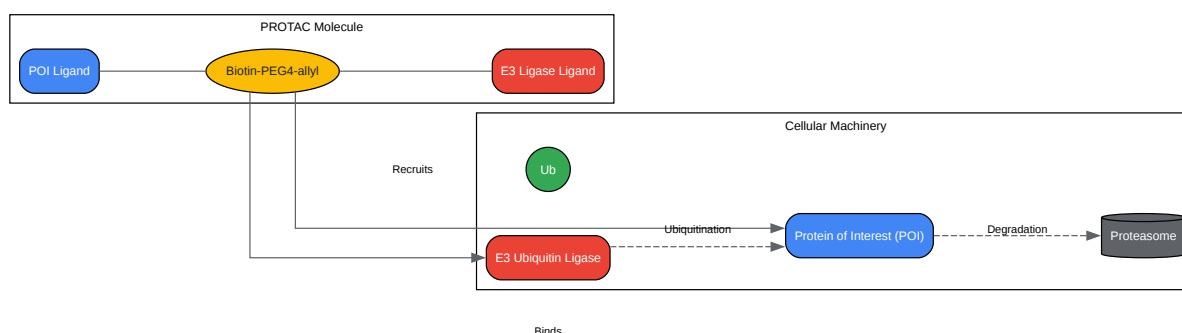 PROTAC Molecule
POI Ligand
Biotin-PEG4-allyl
E3 Ligase Ligand
Cellular Machinery
Recruits
Ub
Ubiquitination
Protein of Interest (POI)
Degradation
Proteasome
E3 Ubiquitin Ligase
Binds